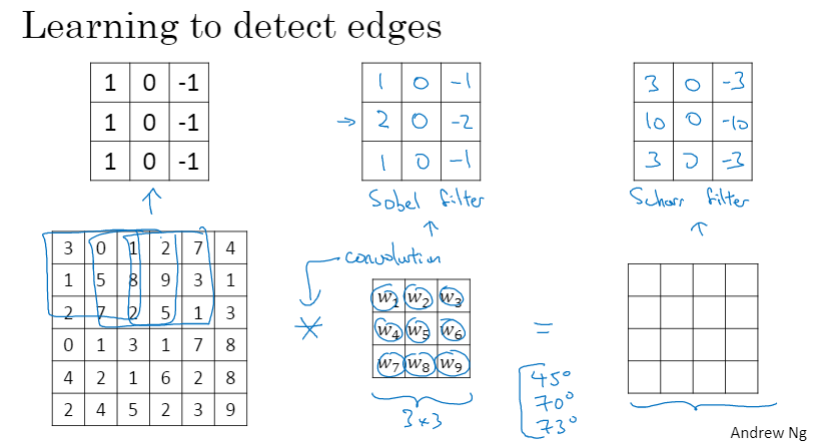 Learning to detect edges
1 0 -1
1 0 -1
1 0 -1
1 0 -1
2 0 -2
1 0 -1
Sobel filter
3 0 -3
10 0 -10
3 0 -3
Scharr filter
3 0 1 2 7 4
1 5 8 9 3 1
2 7 2 5 1 3
0 1 3 1 7 8
4 2 1 6 2 8
2 4 5 2 3 9
convolution
*
w₁ w₂ w₃
w₄ w₅ w₆
w₇ w₈ w₉
3×3
=
45°
70°
73°
Andrew Ng